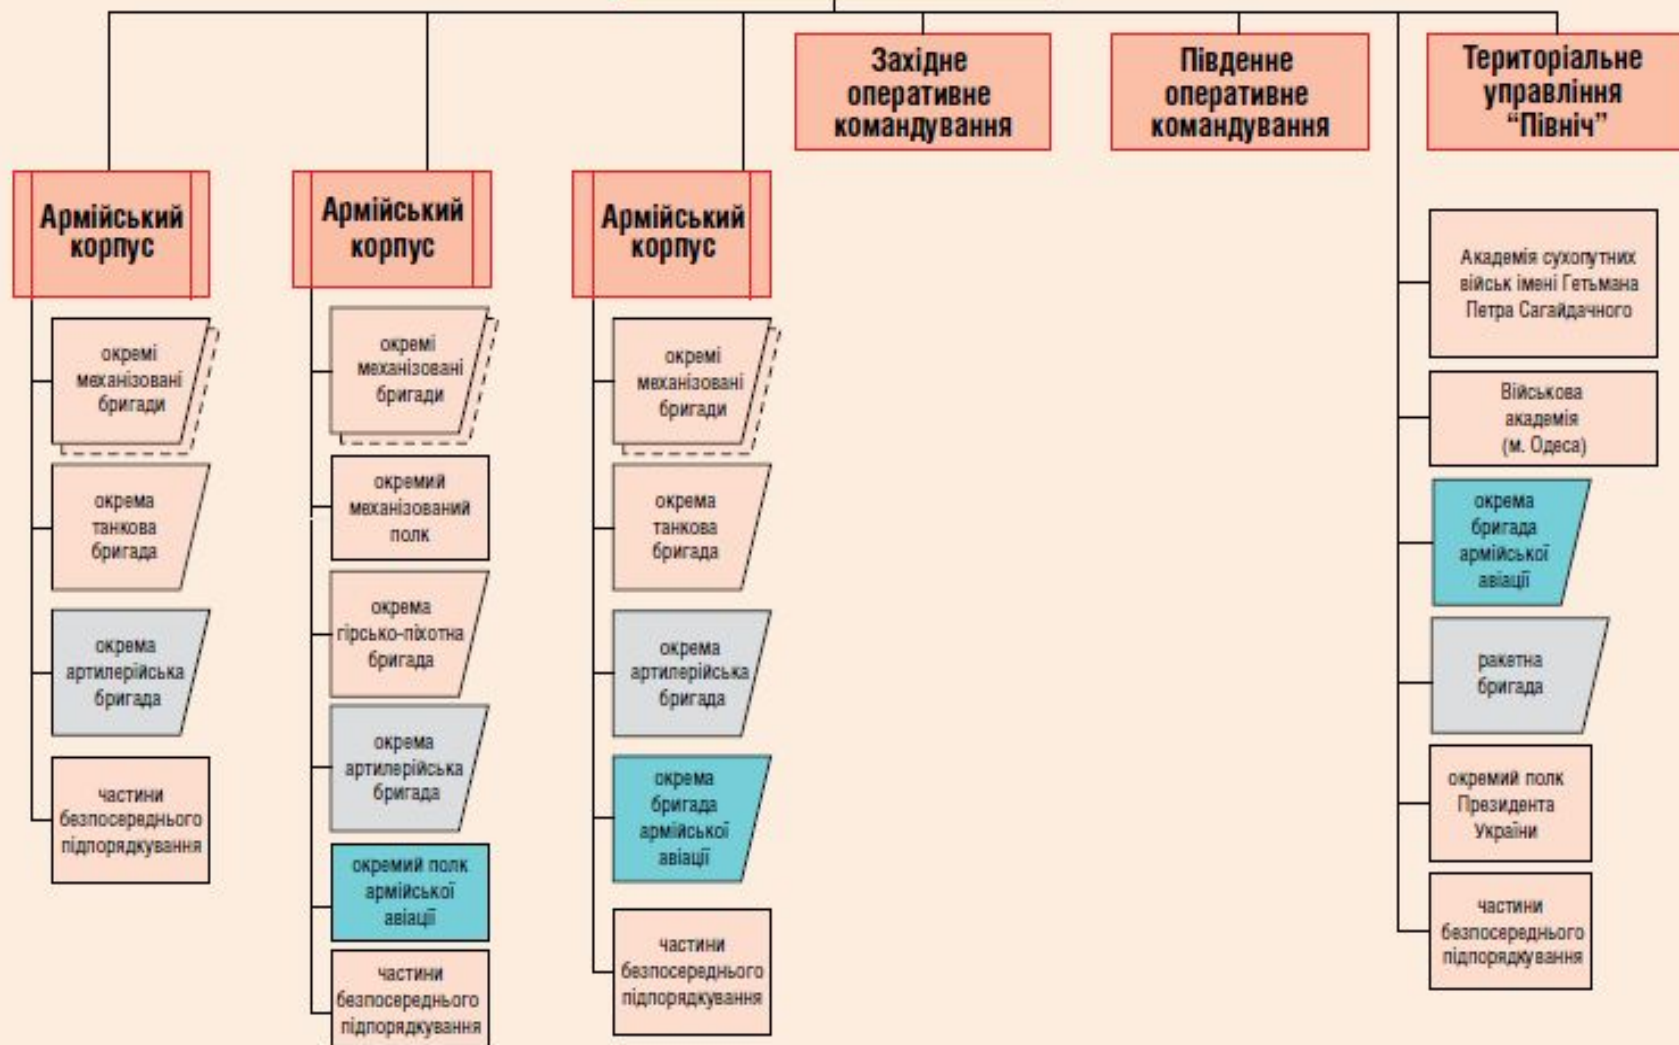 Західне
оперативне
командування
Південне
оперативне
командування
Територіальне
управління
“Північ”
Армійський
корпус
окремі
механізовані
бригади
окрема
танкова
бригада
окрема
артилерійська
бригада
частини
безпосереднього
підпорядкування
Армійський
корпус
окремі
механізовані
бригади
окремий
механізований
полк
окрема
гірсько-піхотна
бригада
окрема
артилерійська
бригада
окремий полк
армійської
авіації
частини
безпосереднього
підпорядкування
Армійський
корпус
окремі
механізовані
бригади
окрема
танкова
бригада
окрема
артилерійська
бригада
окрема
бригада
армійської
авіації
частини
безпосереднього
підпорядкування
Академія сухопутних
військ імені Гетьмана
Петра Сагайдачного
Військова
академія
(м. Одеса)
окрема
бригада
армійської
авіації
ракетна
бригада
окремий полк
Президента
України
частини
безпосереднього
підпорядкування